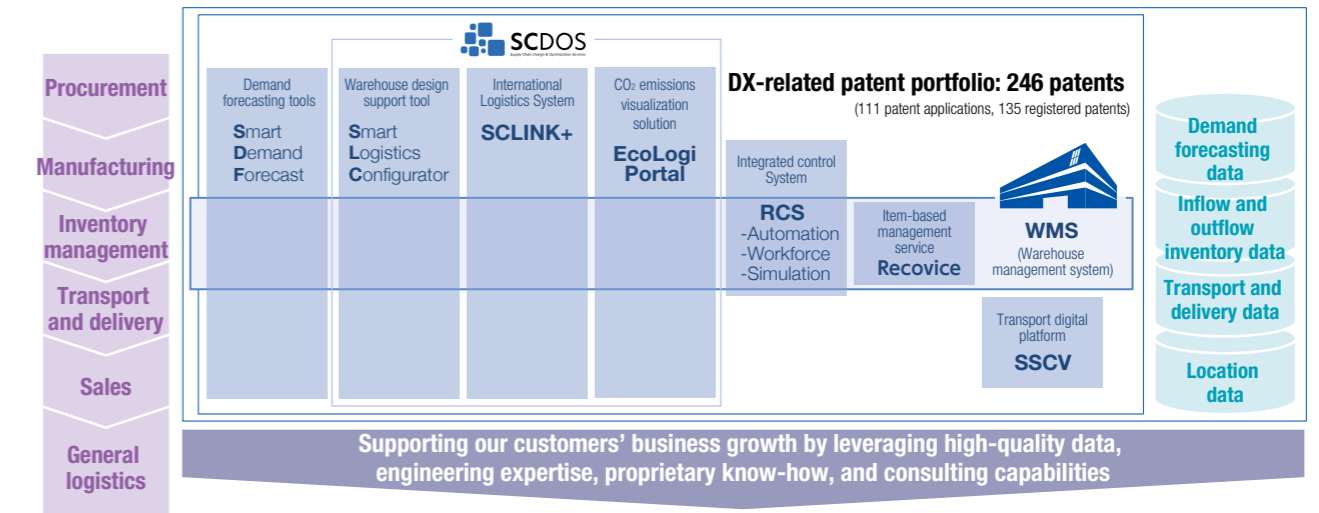 Procurement
Manufacturing
Inventory
management
Transport
and delivery
Sales
General
logistics
SCDOS
Supply Chain Design & Optimization Services
Demand
forecasting tools
Smart
Demand
Forecast
Warehouse design
support tool
Smart
Logistics
Configurator
International
Logistics System
SCLINK+
CO₂ emissions
visualization
solution
EcoLogi
Portal
DX-related patent portfolio: 246 patents
(111 patent applications, 135 registered patents)
Integrated control
System
RCS
-Automation
-Workforce
-Simulation
Item-based
management
service
Recovice
WMS
(Warehouse
management system)
Transport digital
platform
SSCV
Demand
forecasting
data
Inflow and
outflow
inventory data
Transport and
delivery data
Location
data
Supporting our customers’ business growth by leveraging high-quality data,
engineering expertise, proprietary know-how, and consulting capabilities